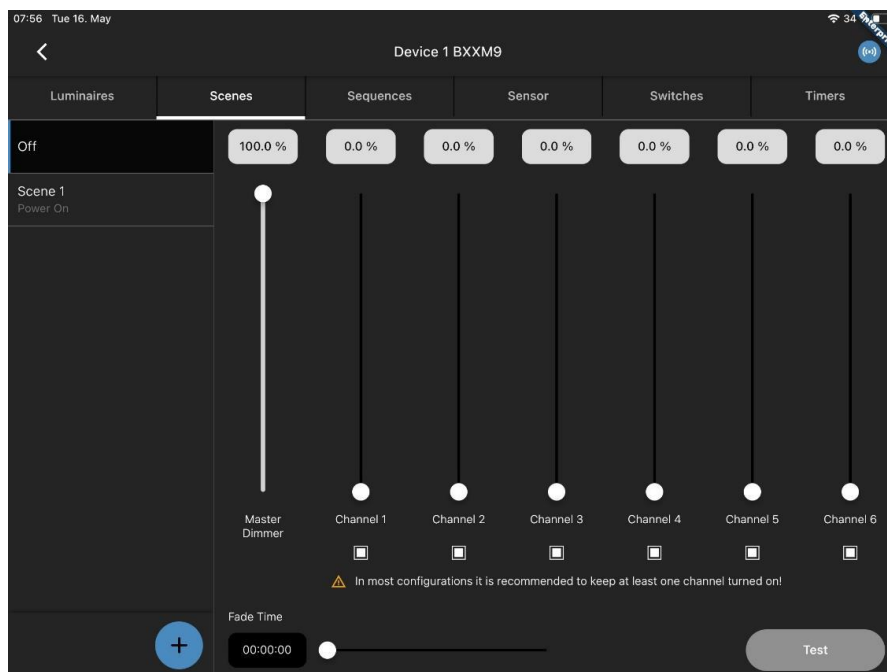 07:56 Tue 16. May
34
Device 1 BXXM9
Luminaires Scenes Sequences Sensor Switches Timers
Off
100.0 % 0.0 % 0.0 % 0.0 % 0.0 % 0.0 % 0.0 %
Scene 1
Power On
Master
Dimmer
Channel 1 Channel 2 Channel 3 Channel 4 Channel 5 Channel 6
In most configurations it is recommended to keep at least one channel turned on!
Fade Time
00:00:00
Test